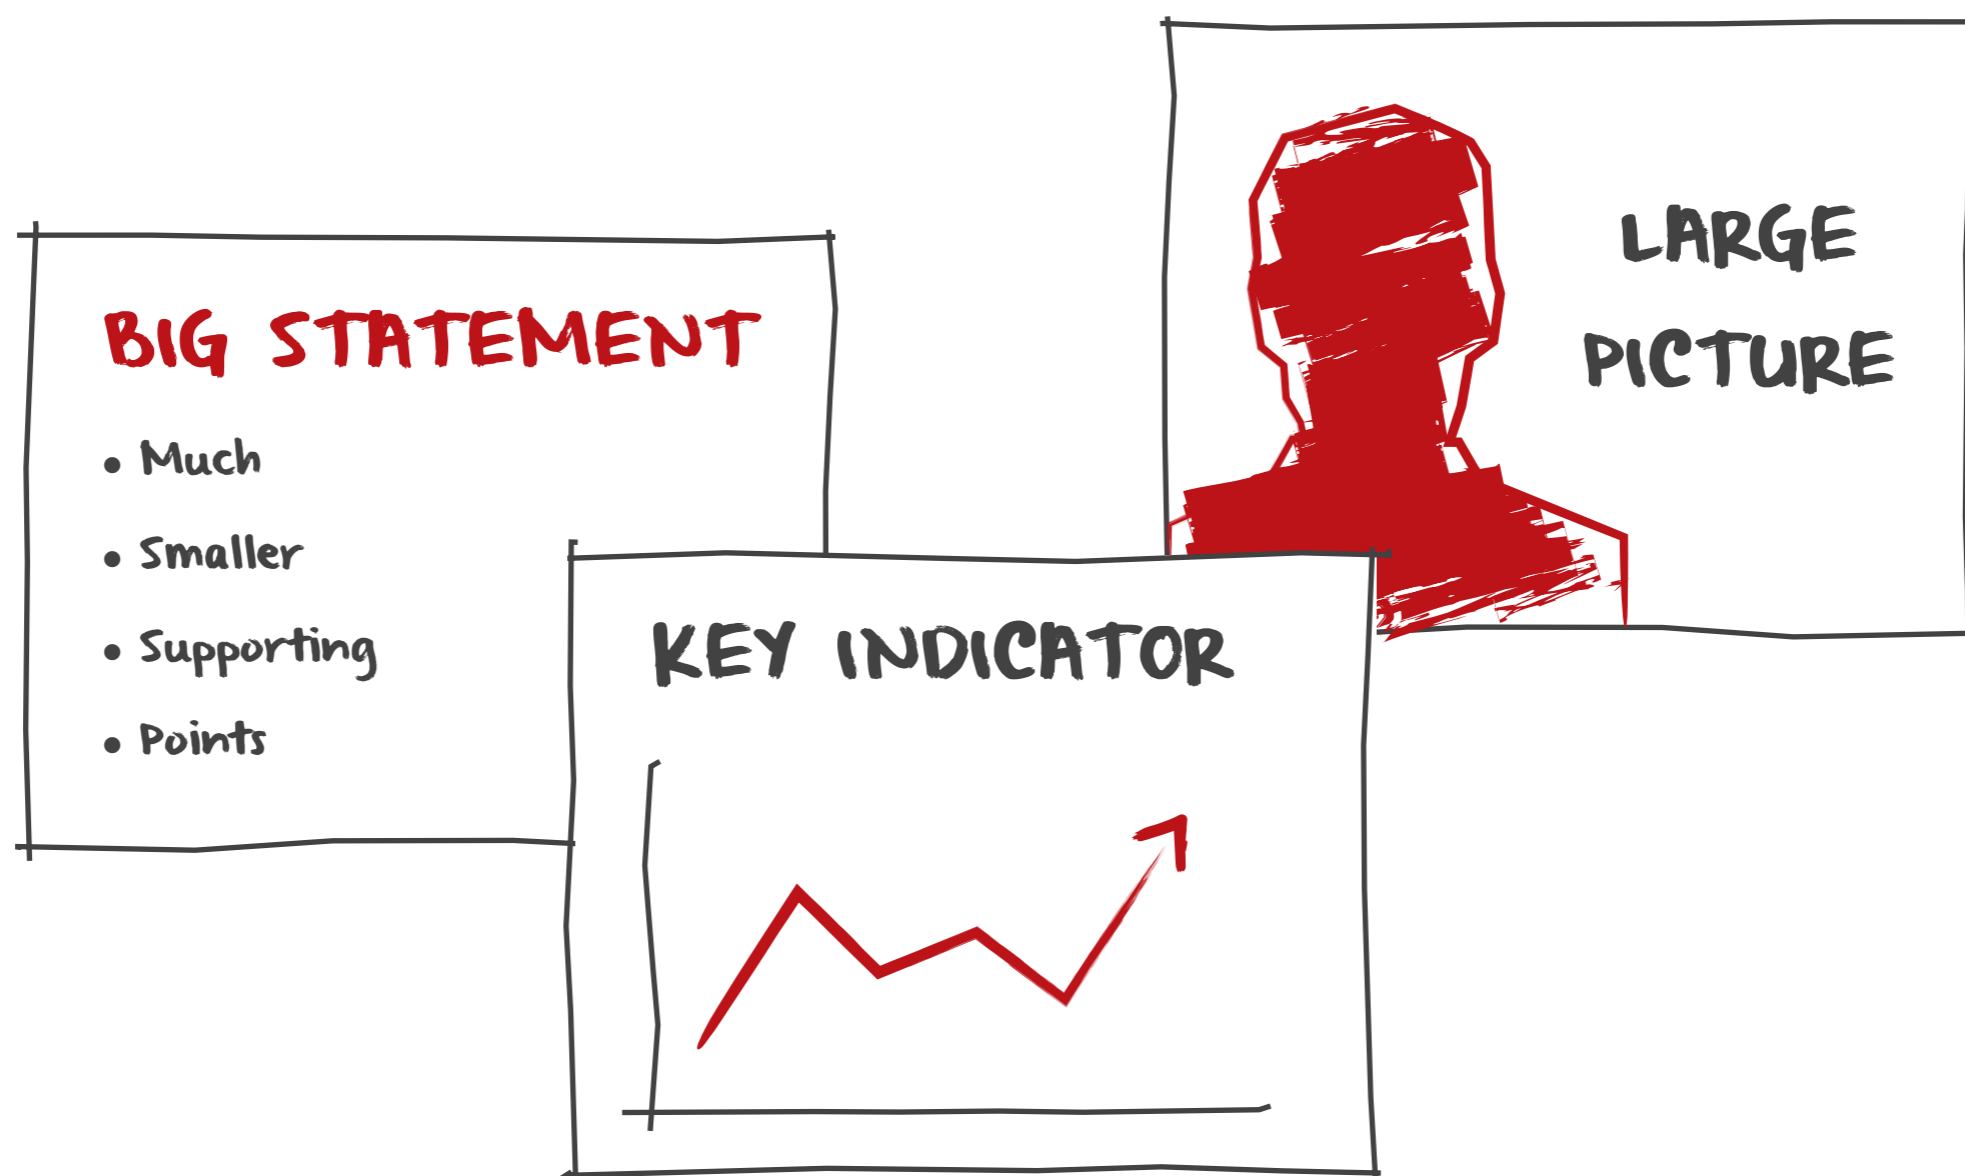 BIG STATEMENT
• Much
• Smaller
• Supporting
• Points
KEY INDICATOR
LARGE
PICTURE